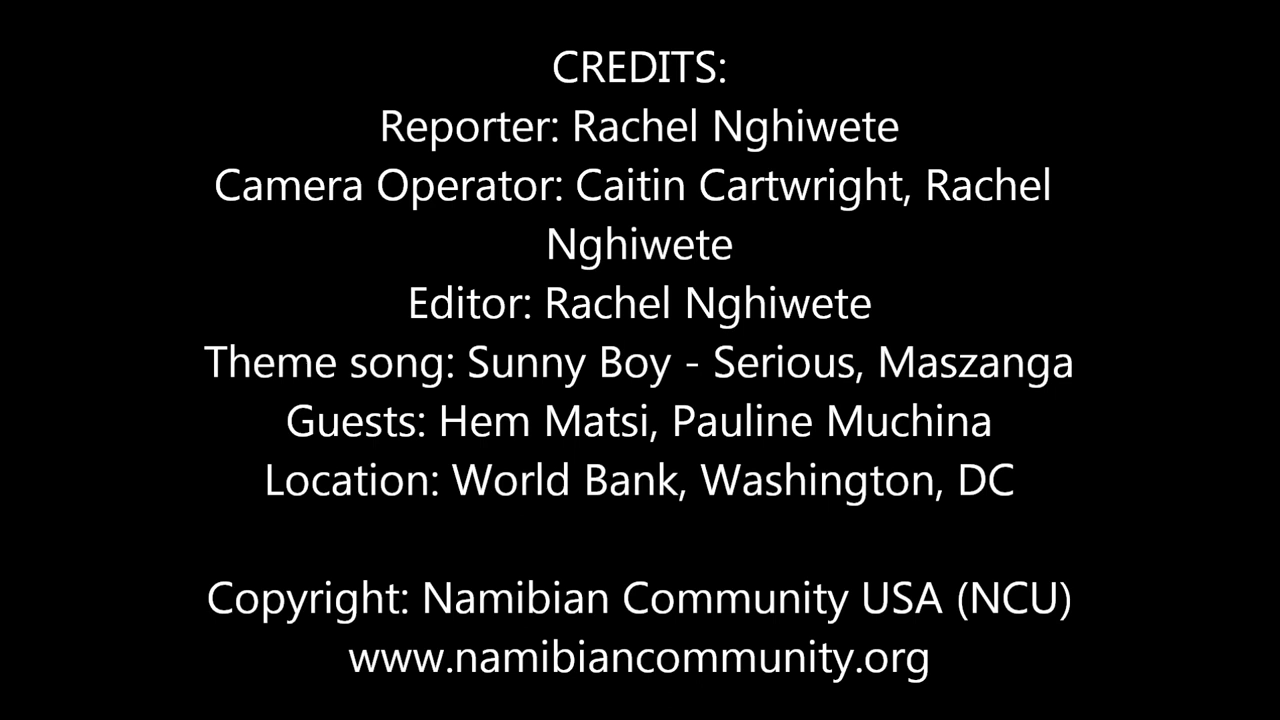 CREDITS:
Reporter: Rachel Nghiwete
Camera Operator: Caitin Cartwright, Rachel
Nghiwete
Editor: Rachel Nghiwete
Theme song: Sunny Boy - Serious, Maszanga
Guests: Hem Matsi, Pauline Muchina
Location: World Bank, Washington, DC
Copyright: Namibian Community USA (NCU)
www.namibiancommunity.org